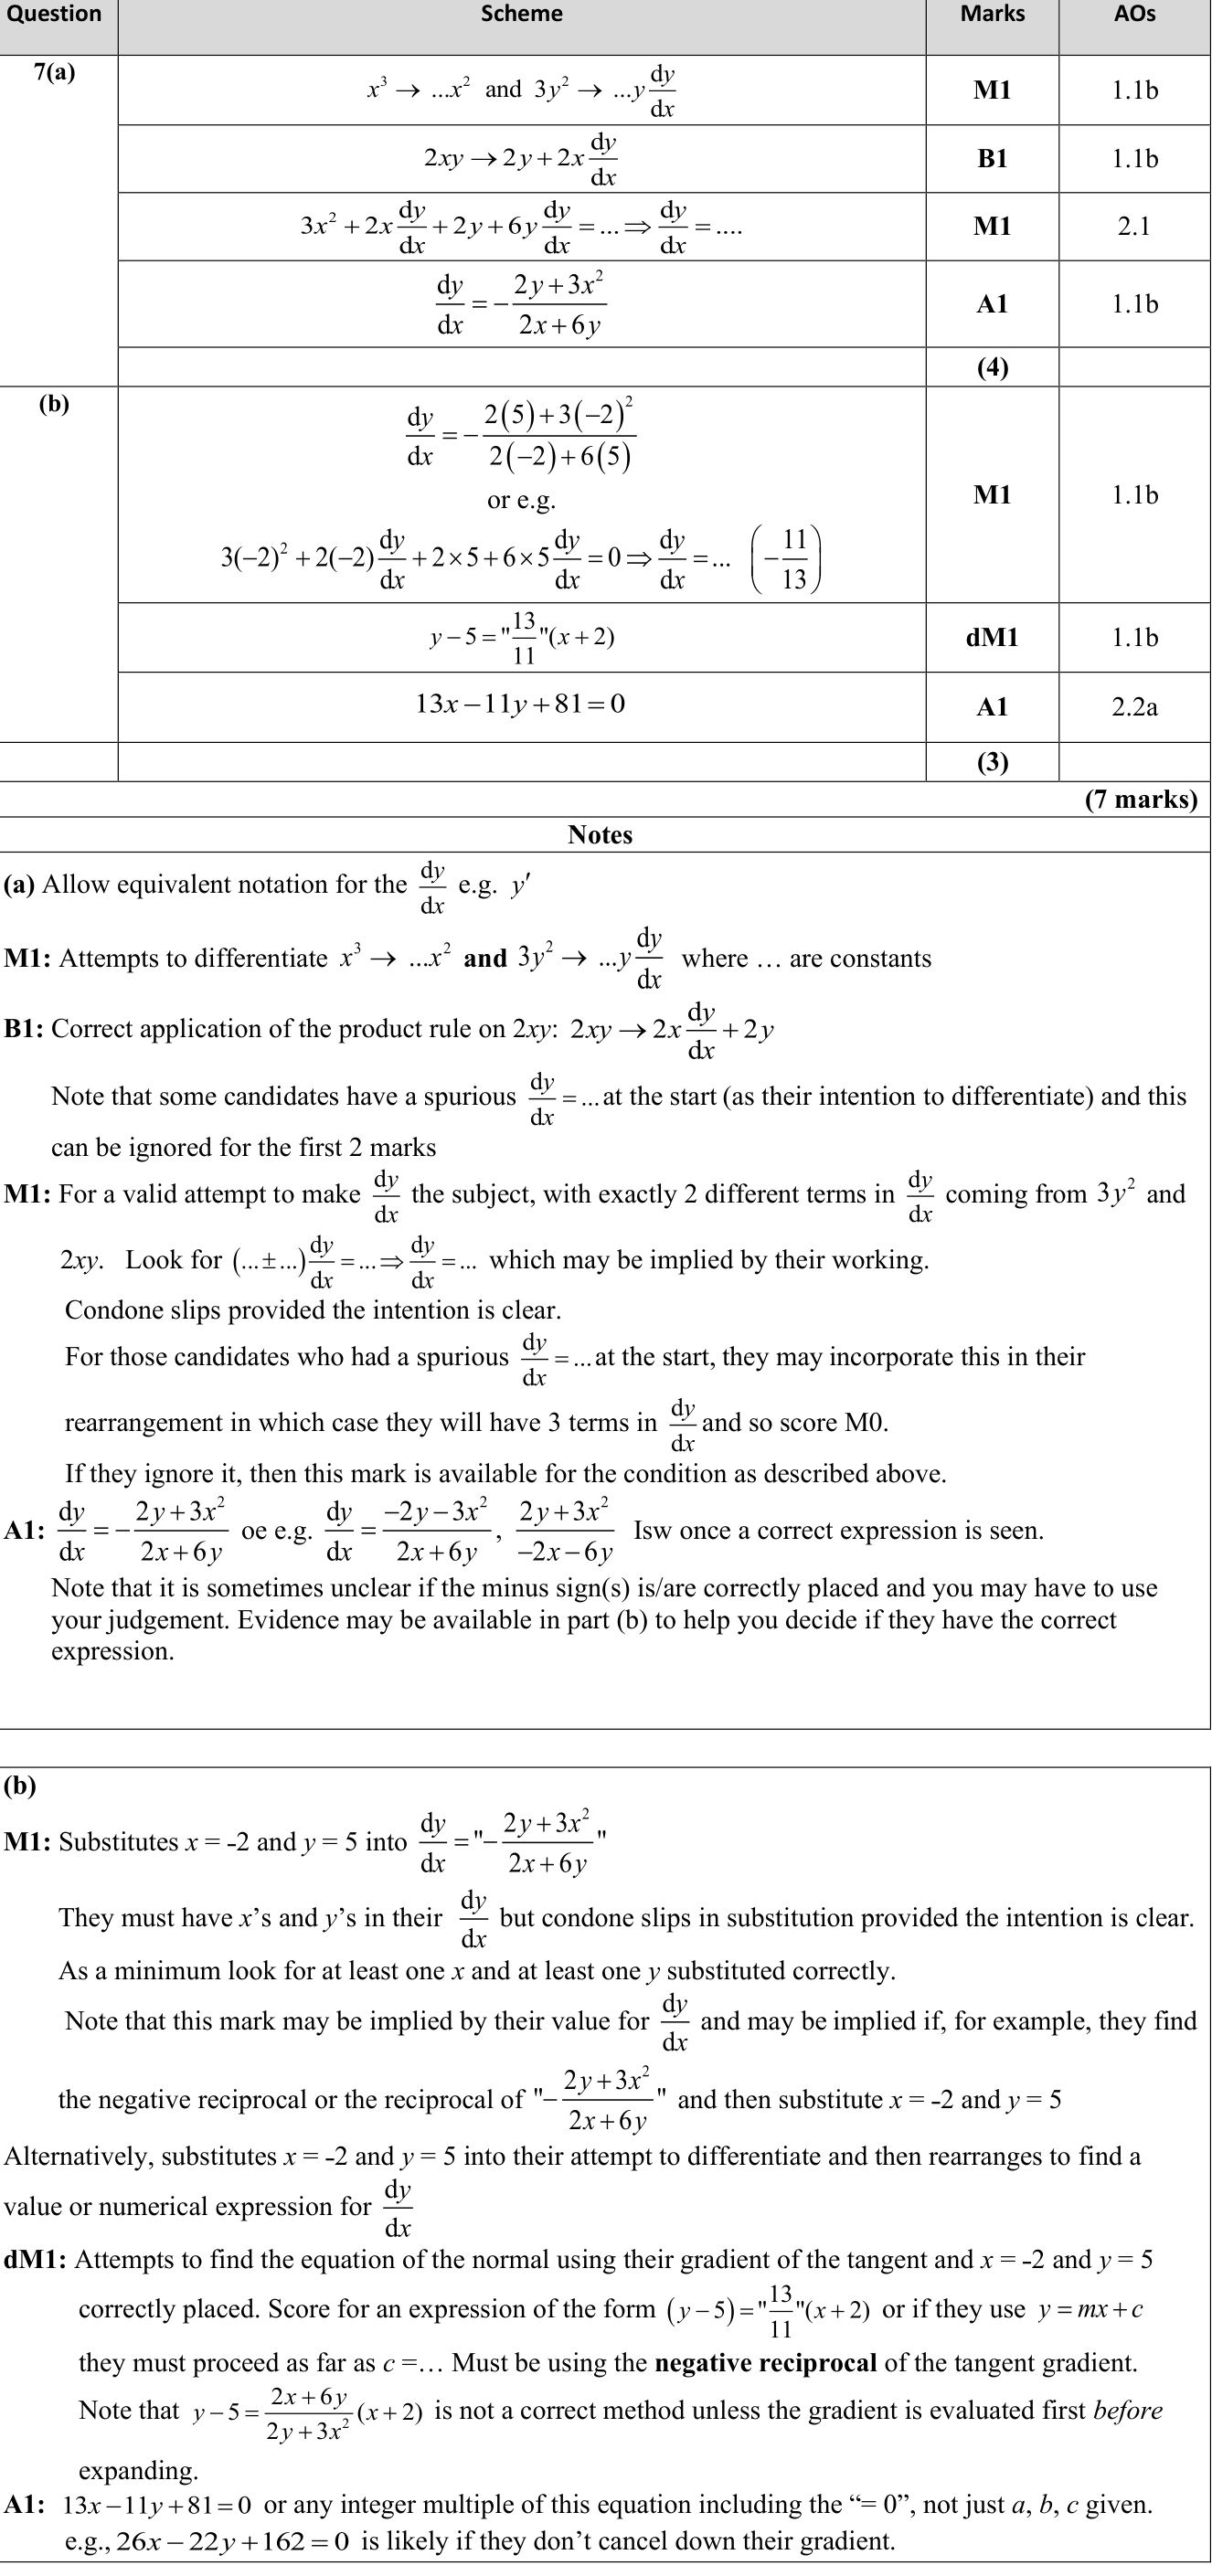 Question Scheme Marks AOs
7(a) x³ → ...x² and 3y² → ...y dy/dx M1 1.1b
2xy → 2y + 2x dy/dx B1 1.1b
3x² + 2x dy/dx + 2y + 6y dy/dx = ... ⇒ dy/dx = .... M1 2.1
dy/dx = − (2y + 3x²)/(2x + 6y) A1 1.1b
(4)
(b) dy/dx = − (2(5) + 3(−2)²)/(2(−2) + 6(5))
or e.g.
3(−2)² + 2(−2) dy/dx + 2 × 5 + 6 × 5 dy/dx = 0 ⇒ dy/dx = ... (− 11/13) M1 1.1b
y − 5 = "13/11"(x + 2) dM1 1.1b
13x − 11y + 81 = 0 A1 2.2a
(3)
(7 marks)
Notes
(a) Allow equivalent notation for the dy/dx e.g. y′
M1: Attempts to differentiate x³ → ...x² and 3y² → ...y dy/dx where … are constants
B1: Correct application of the product rule on 2xy: 2xy → 2x dy/dx + 2y
Note that some candidates have a spurious dy/dx = ... at the start (as their intention to differentiate) and this
can be ignored for the first 2 marks
M1: For a valid attempt to make dy/dx the subject, with exactly 2 different terms in dy/dx coming from 3y² and
2xy. Look for (...±...) dy/dx = ... ⇒ dy/dx = ... which may be implied by their working.
Condone slips provided the intention is clear.
For those candidates who had a spurious dy/dx = ... at the start, they may incorporate this in their
rearrangement in which case they will have 3 terms in dy/dx and so score M0.
If they ignore it, then this mark is available for the condition as described above.
A1: dy/dx = − (2y + 3x²)/(2x + 6y) oe e.g. dy/dx = (−2y − 3x²)/(2x + 6y), (2y + 3x²)/(−2x − 6y) Isw once a correct expression is seen.
Note that it is sometimes unclear if the minus sign(s) is/are correctly placed and you may have to use
your judgement. Evidence may be available in part (b) to help you decide if they have the correct
expression.
(b)
M1: Substitutes x = -2 and y = 5 into dy/dx = "− (2y + 3x²)/(2x + 6y)"
They must have x’s and y’s in their dy/dx but condone slips in substitution provided the intention is clear.
As a minimum look for at least one x and at least one y substituted correctly.
Note that this mark may be implied by their value for dy/dx and may be implied if, for example, they find
the negative reciprocal or the reciprocal of "− (2y + 3x²)/(2x + 6y)" and then substitute x = -2 and y = 5
Alternatively, substitutes x = -2 and y = 5 into their attempt to differentiate and then rearranges to find a
value or numerical expression for dy/dx
dM1: Attempts to find the equation of the normal using their gradient of the tangent and x = -2 and y = 5
correctly placed. Score for an expression of the form (y − 5) = "13/11"(x + 2) or if they use y = mx + c
they must proceed as far as c =… Must be using the negative reciprocal of the tangent gradient.
Note that y − 5 = (2x + 6y)/(2y + 3x²) (x + 2) is not a correct method unless the gradient is evaluated first before
expanding.
A1: 13x − 11y + 81 = 0 or any integer multiple of this equation including the “= 0”, not just a, b, c given.
e.g., 26x − 22y + 162 = 0 is likely if they don’t cancel down their gradient.